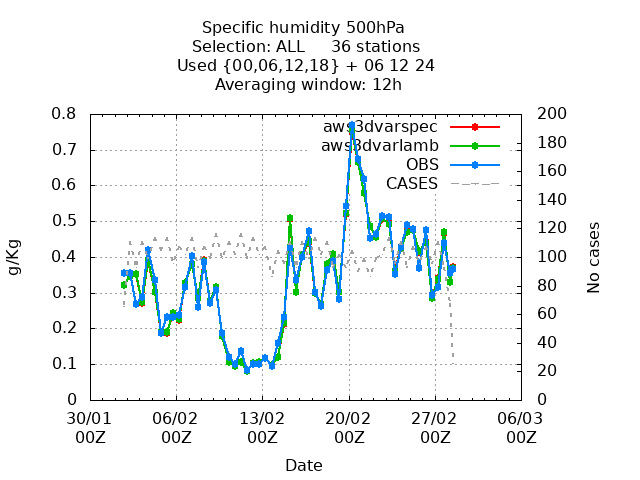 Specific humidity 500hPa
Selection: ALL     36 stations
Used {00,06,12,18} + 06 12 24
Averaging window: 12h
aws3dvarspec
aws3dvarlamb
OBS
CASES
g/Kg
0.8
0.7
0.6
0.5
0.4
0.3
0.2
0.1
0
200
180
160
140
120
100
80
60
40
20
0
No cases
30/01 06/02 13/02 20/02 27/02 06/03
00Z 00Z 00Z 00Z 00Z 00Z
Date